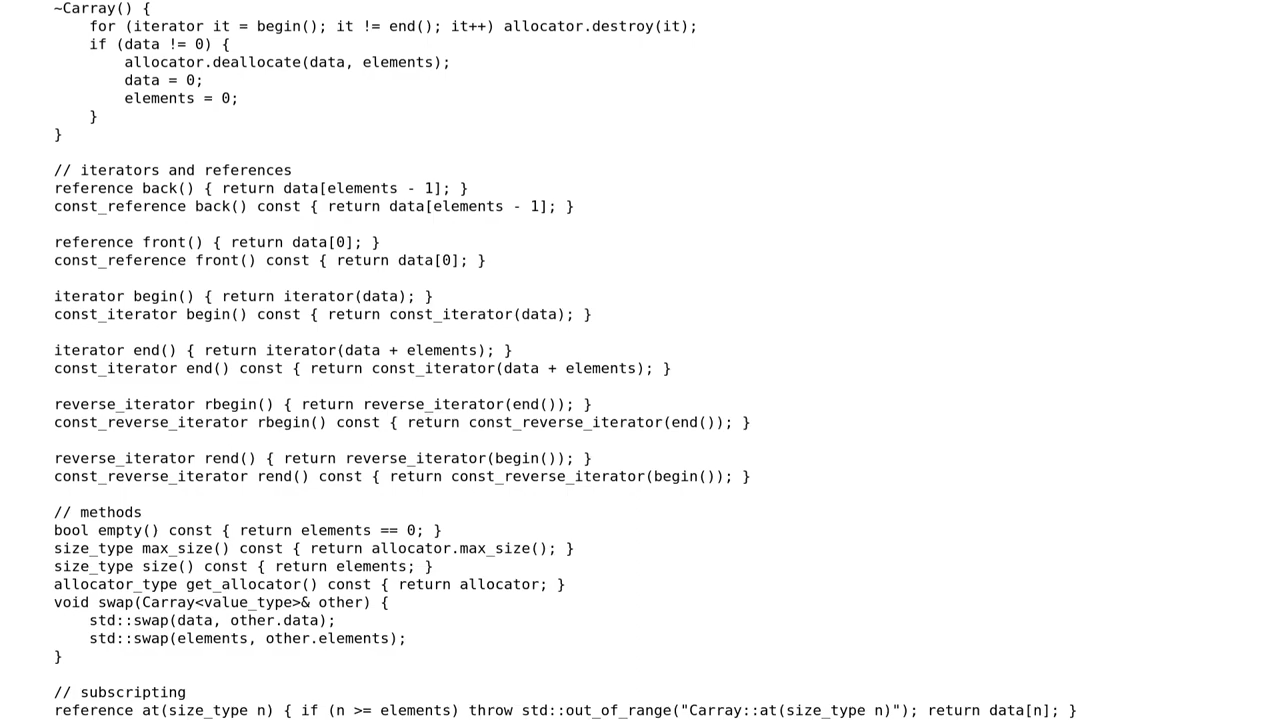 ~Carray() {
    for (iterator it = begin(); it != end(); it++) allocator.destroy(it);
    if (data != 0) {
        allocator.deallocate(data, elements);
        data = 0;
        elements = 0;
    }
}
// iterators and references
reference back() { return data[elements - 1]; }
const_reference back() const { return data[elements - 1]; }
reference front() { return data[0]; }
const_reference front() const { return data[0]; }
iterator begin() { return iterator(data); }
const_iterator begin() const { return const_iterator(data); }
iterator end() { return iterator(data + elements); }
const_iterator end() const { return const_iterator(data + elements); }
reverse_iterator rbegin() { return reverse_iterator(end()); }
const_reverse_iterator rbegin() const { return const_reverse_iterator(end()); }
reverse_iterator rend() { return reverse_iterator(begin()); }
const_reverse_iterator rend() const { return const_reverse_iterator(begin()); }
// methods
bool empty() const { return elements == 0; }
size_type max_size() const { return allocator.max_size(); }
size_type size() const { return elements; }
allocator_type get_allocator() const { return allocator; }
void swap(Carray<value_type>& other) {
    std::swap(data, other.data);
    std::swap(elements, other.elements);
}
// subscripting
reference at(size_type n) { if (n >= elements) throw std::out_of_range("Carray::at(size_type n)"); return data[n]; }